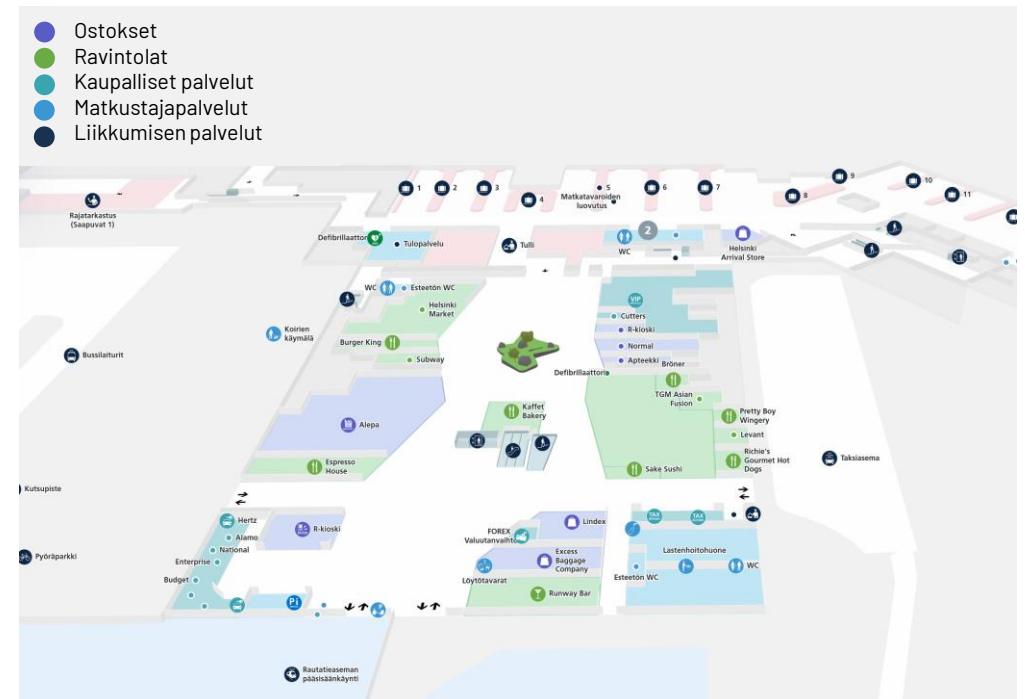 Ostokset
Ravintolat
Kaupalliset palvelut
Matkustajapalvelut
Liikkumisen palvelut
1
2
3
4
5
Matkatavaroiden
luovutus
6
7
8
9
10
11
Rajatarkastus
(Saapuvat 1)
Defibrillaattori
Tulopalvelu
Tulli
WC
2
Helsinki
Arrival Store
WC
Esteetön WC
Helsinki
Market
VIP
Cutters
R-kioski
Normal
Apteekki
Bröner
Defibrillaattori
Koirien
käymälä
Burger King
Subway
Bussilaiturit
TGM Asian
Fusion
Kaffet
Bakery
Pretty Boy
Wingery
Levant
Alepa
Richie's
Gourmet Hot
Dogs
Taksiasema
Espresso
House
Sake Sushi
Kutsupiste
Hertz
Alamo
National
Enterprise
Budget
R-kioski
FOREX
Valuutanvaihto
Lindex
TAX
TAX
Pyöräparkki
Excess
Baggage
Company
Löytötavarat
Lastenhoitohuone
Esteetön WC
WC
Runway Bar
Pi
Rautatieaseman
pääsisäänkäynti